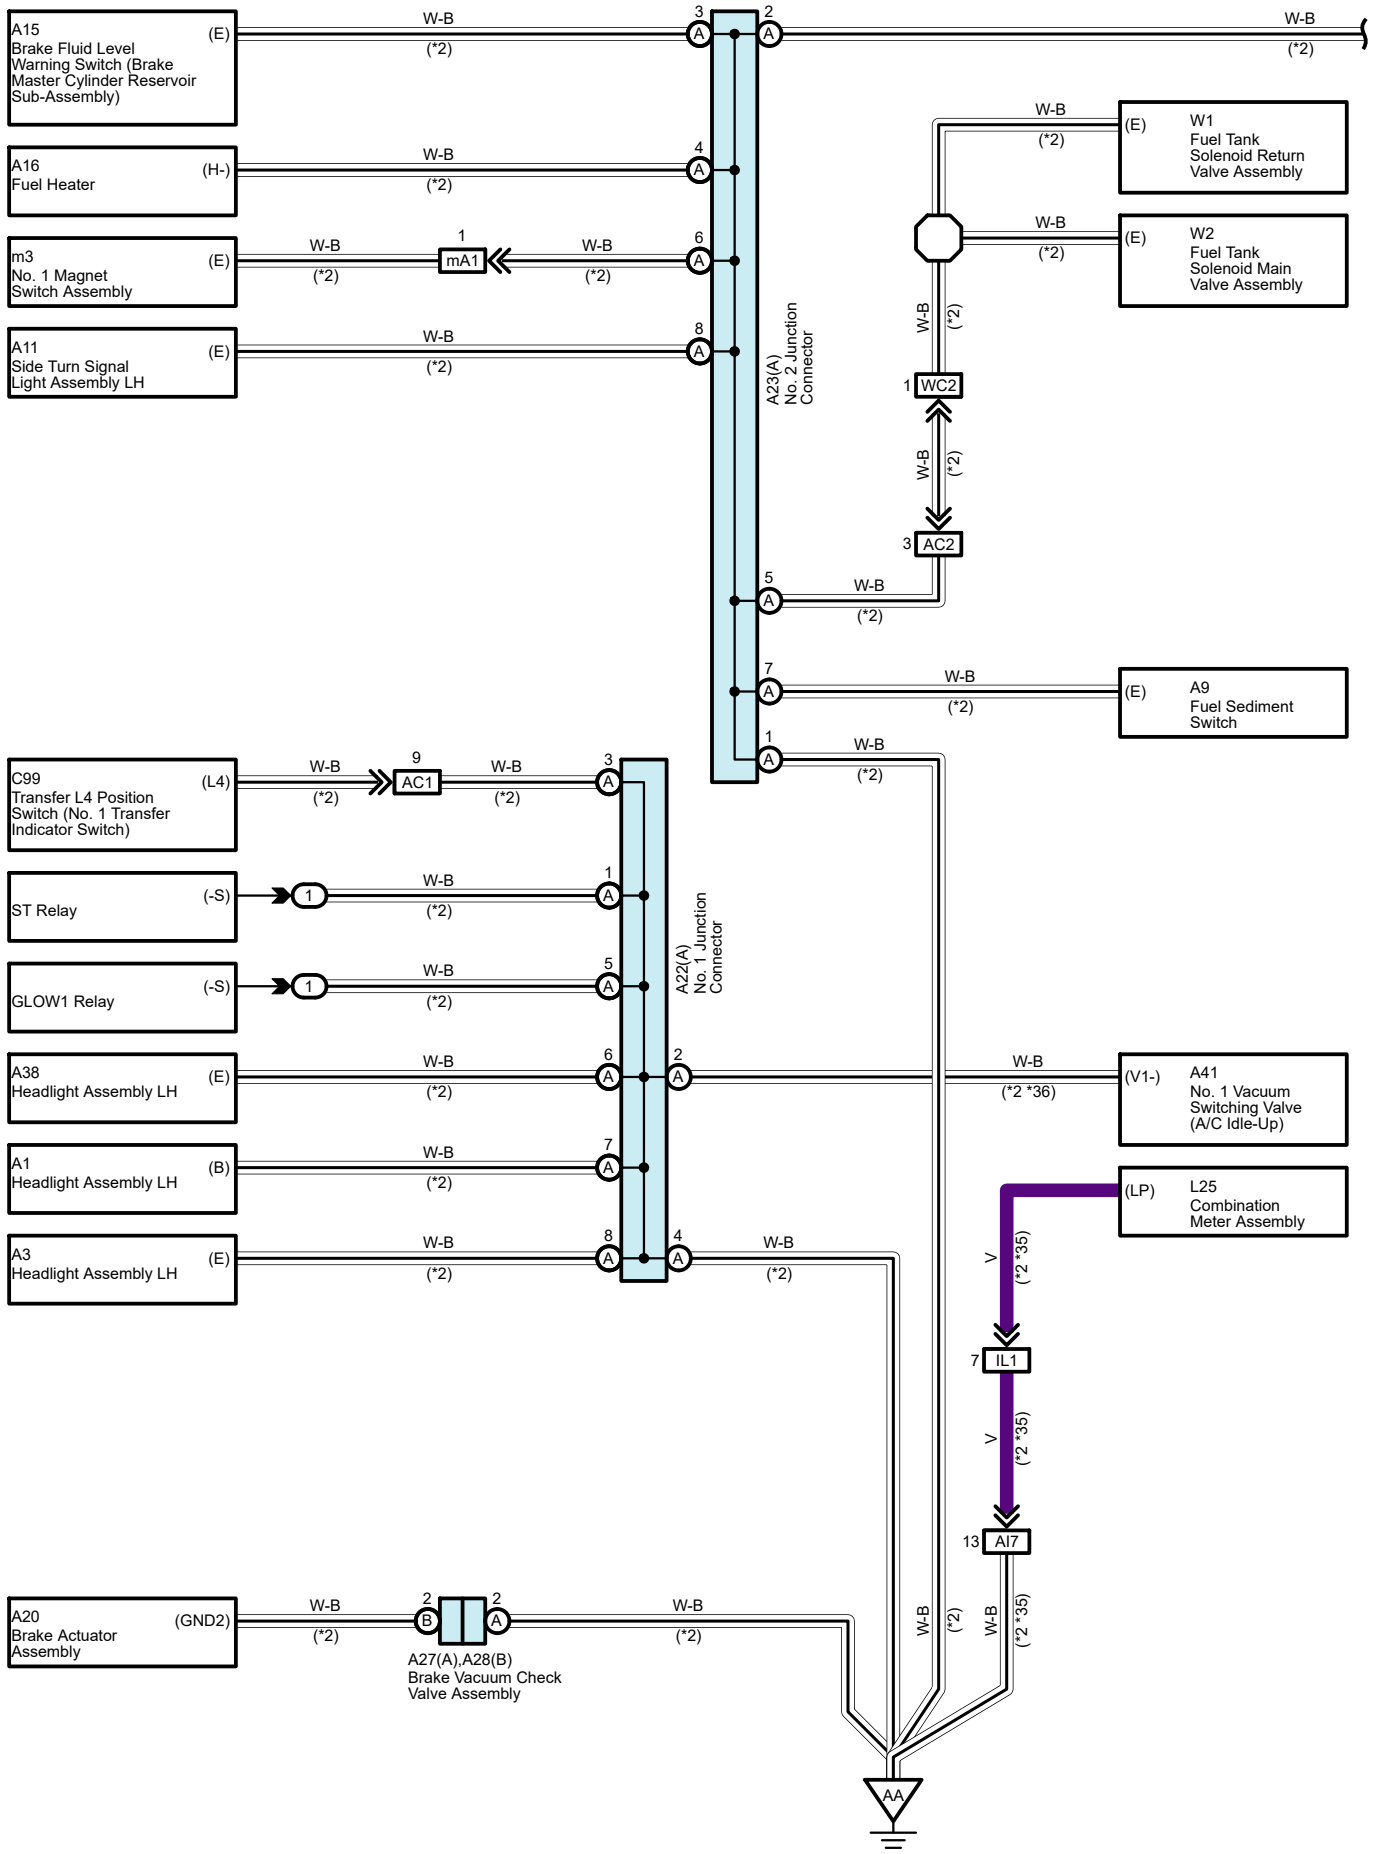 A15
Brake Fluid Level
Warning Switch (Brake
Master Cylinder Reservoir
Sub-Assembly)
(E)
W-B
(*2)
3
A
2
A
W-B
(*2)
A16
Fuel Heater
(H-)
W-B
(*2)
4
A
m3
No. 1 Magnet
Switch Assembly
(E)
W-B
(*2)
1
mA1
W-B
(*2)
6
A
A11
Side Turn Signal
Light Assembly LH
(E)
W-B
(*2)
8
A
A23(A)
No. 2 Junction
Connector
W-B
(*2)
(E)
W1
Fuel Tank
Solenoid Return
Valve Assembly
W-B
(*2)
(E)
W2
Fuel Tank
Solenoid Main
Valve Assembly
W-B
(*2)
1
WC2
W-B
(*2)
3
AC2
5
A
W-B
(*2)
7
A
W-B
(*2)
(E)
A9
Fuel Sediment
Switch
1
A
W-B
(*2)
C99
Transfer L4 Position
Switch (No. 1 Transfer
Indicator Switch)
(L4)
W-B
(*2)
9
AC1
W-B
(*2)
3
A
ST Relay
(-S)
1
W-B
(*2)
1
A
GLOW1 Relay
(-S)
1
W-B
(*2)
5
A
A22(A)
No. 1 Junction
Connector
A38
Headlight Assembly LH
(E)
W-B
(*2)
6
A
2
A
W-B
(*2 *36)
(V1-)
A41
No. 1 Vacuum
Switching Valve
(A/C Idle-Up)
A1
Headlight Assembly LH
(B)
W-B
(*2)
7
A
(LP)
L25
Combination
Meter Assembly
A3
Headlight Assembly LH
(E)
W-B
(*2)
8
A
4
A
W-B
(*2)
V
(*2 *35)
7
IL1
V
(*2 *35)
13
AI7
W-B
(*2)
W-B
(*2 *35)
A20
Brake Actuator
Assembly
(GND2)
W-B
(*2)
2
B
2
A
W-B
(*2)
A27(A),A28(B)
Brake Vacuum Check
Valve Assembly
AA